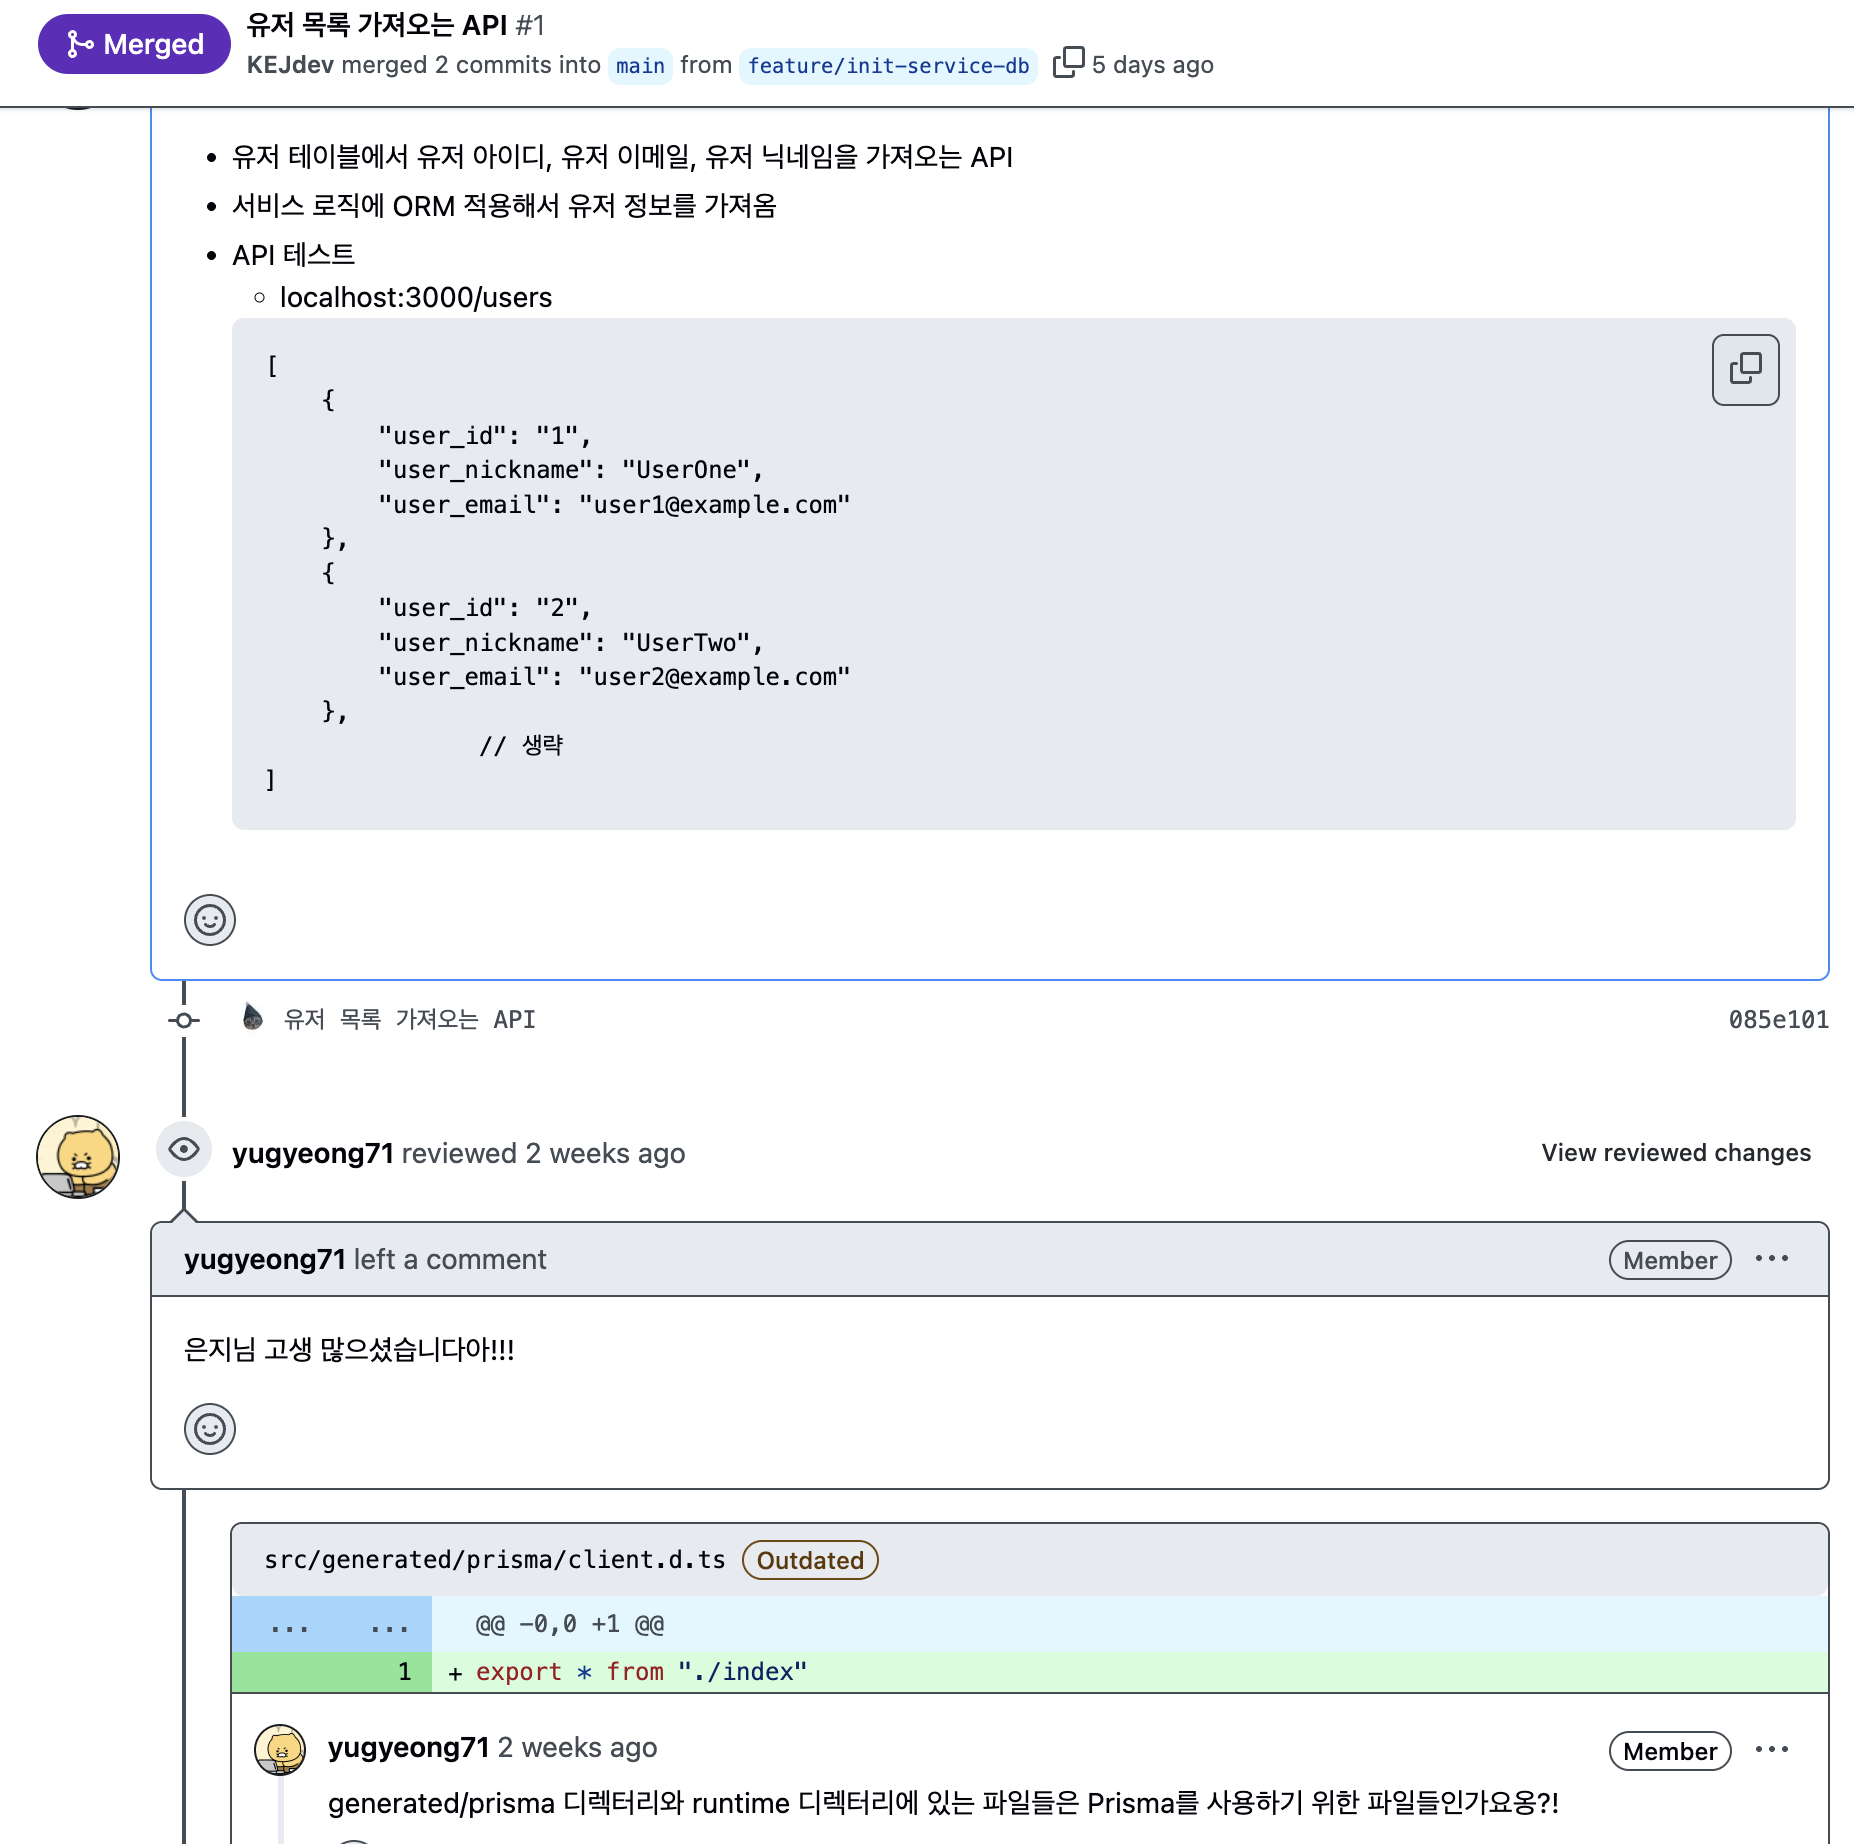 Merged
유저 목록 가져오는 API #1
KEJdev merged 2 commits into main from feature/init-service-db 5 days ago
• 유저 테이블에서 유저 아이디, 유저 이메일, 유저 닉네임을 가져오는 API
• 서비스 로직에 ORM 적용해서 유저 정보를 가져옴
• API 테스트
◦ localhost:3000/users
[
    {
        "user_id": "1",
        "user_nickname": "UserOne",
        "user_email": "user1@example.com"
    },
    {
        "user_id": "2",
        "user_nickname": "UserTwo",
        "user_email": "user2@example.com"
    },
               // 생략
]
유저 목록 가져오는 API 085e101
yugyeong71 reviewed 2 weeks ago View reviewed changes
yugyeong71 left a comment Member ...
은지님 고생 많으셨습니다아!!!
src/generated/prisma/client.d.ts Outdated
... ... @@ -0,0 +1 @@
1 + export * from "./index"
yugyeong71 2 weeks ago Member ...
generated/prisma 디렉터리와 runtime 디렉터리에 있는 파일들은 Prisma를 사용하기 위한 파일들인가요옹?!